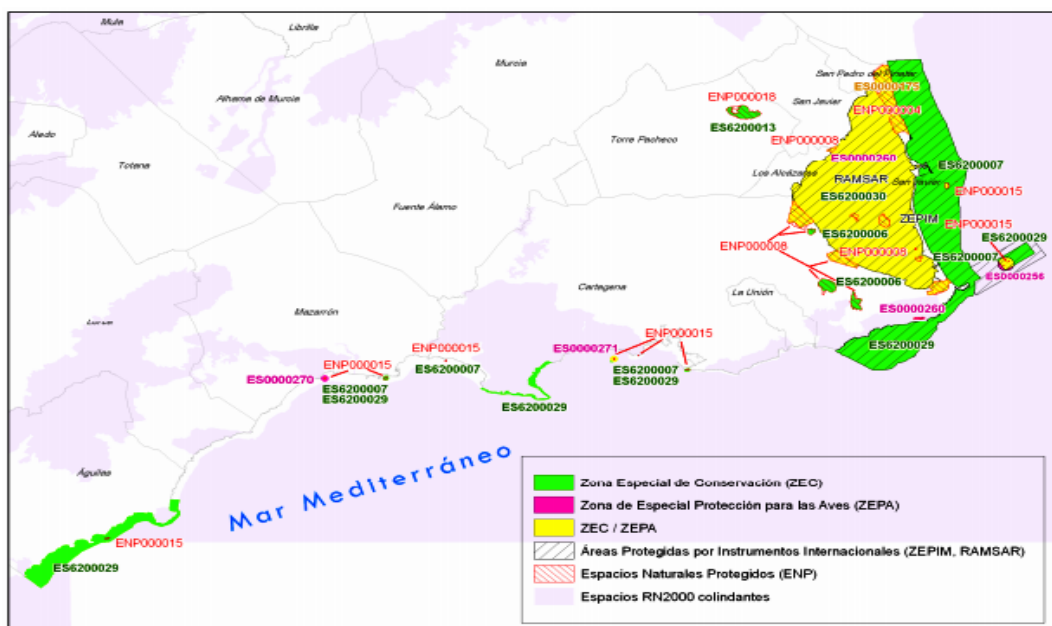 Mula
Librilla
Murcia
San Pedro del Pinatar
ES0000175
Alhama de Murcia
ENP000018
San Javier
ES6200013
Aledo
Torre Pacheco
ENP000008
ES0000260
Totana
Los Alcázares
RAMSAR
San Javier
ES6200007
ES6200030
ENP000015
Fuente Álamo
ZEPIM
ENP000015
ES6200006
ES6200029
ENP000008
ENP000008
ES6200007
ES0000256
ES6200006
Cartagena
La Unión
Lorca
Mazarrón
ES0000260
ENP000015
ENP000015
ES0000271
ES6200029
ENP000015
ES0000270
ES6200007
ES6200007
ES6200029
ES6200007
ES6200029
ES6200029
Águilas
Mar Mediterráneo
ENP000015
ES6200029
Zona Especial de Conservación (ZEC)
Zona de Especial Protección para las Aves (ZEPA)
ZEC / ZEPA
Áreas Protegidas por Instrumentos Internacionales (ZEPIM, RAMSAR)
Espacios Naturales Protegidos (ENP)
Espacios RN2000 colindantes